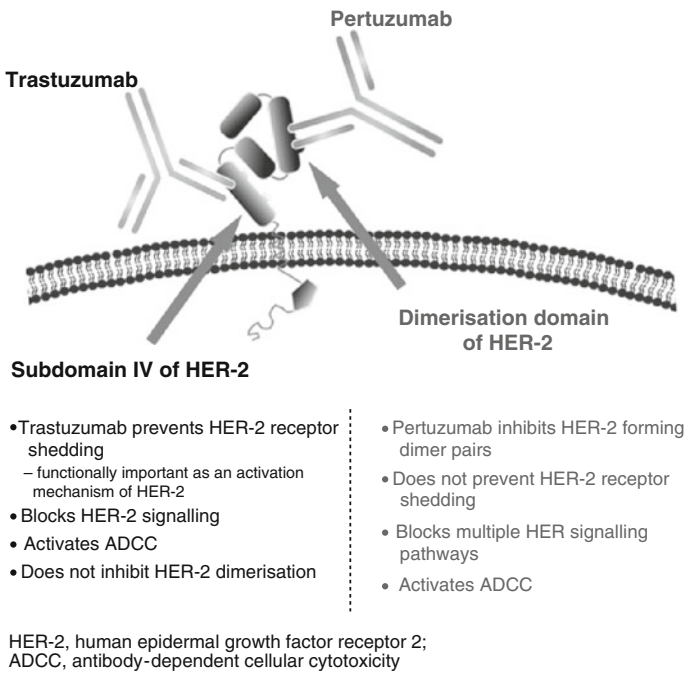 Pertuzumab
Trastuzumab
Dimerisation domain
of HER-2
Subdomain IV of HER-2
•Trastuzumab prevents HER-2 receptor
shedding
– functionally important as an activation
mechanism of HER-2
• Blocks HER-2 signalling
• Activates ADCC
• Does not inhibit HER-2 dimerisation
• Pertuzumab inhibits HER-2 forming
dimer pairs
• Does not prevent HER-2 receptor
shedding
• Blocks multiple HER signalling
pathways
• Activates ADCC
HER-2, human epidermal growth factor receptor 2;
ADCC, antibody-dependent cellular cytotoxicity